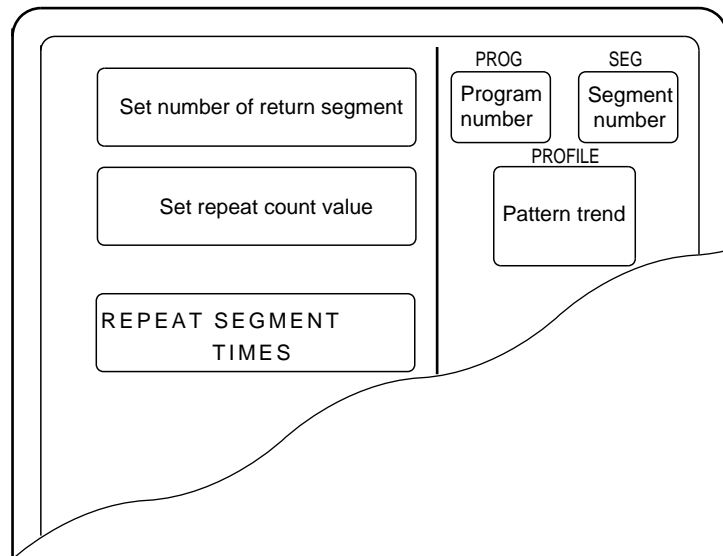 Set number of return segment
Set repeat count value
REPEAT SEGMENT
TIMES
PROG
SEG
Program
number
Segment
number
PROFILE
Pattern trend